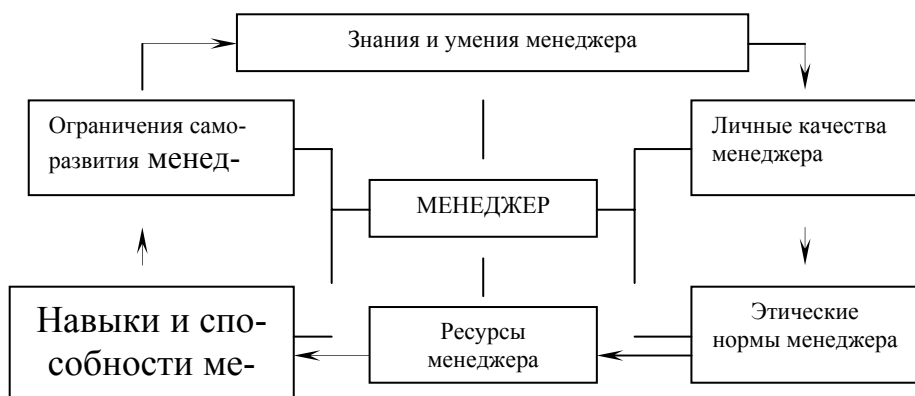 Знания и умения менеджера
Ограничения само-
развития менед-
Личные качества
менеджера
МЕНЕДЖЕР
Навыки и спо-
собности ме-
Ресурсы
менеджера
Этические
нормы менеджера